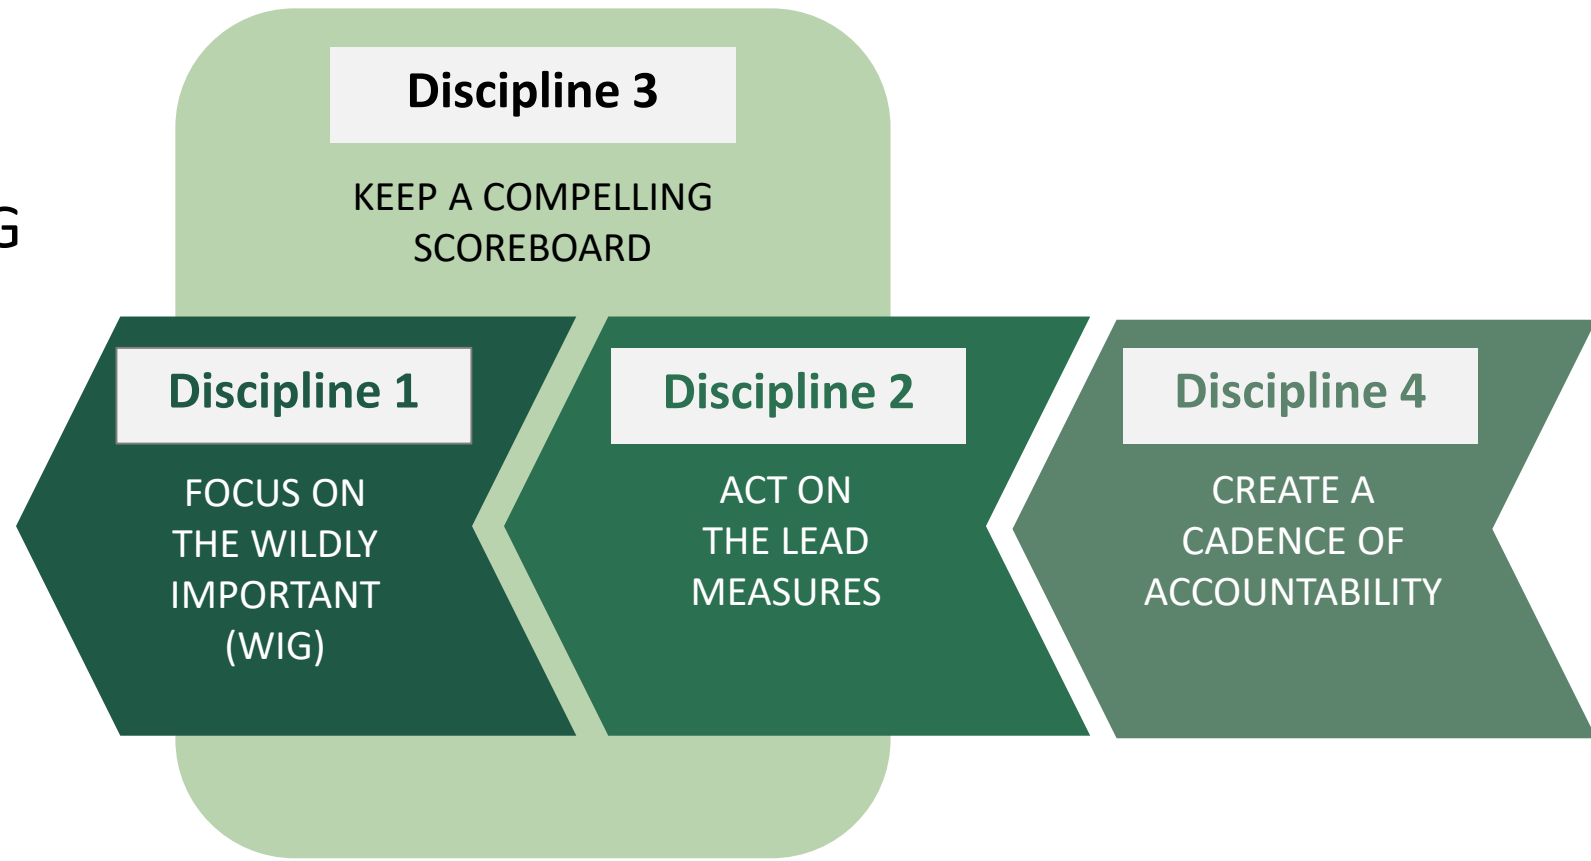 Discipline 3
KEEP A COMPELLING
SCOREBOARD
G
Discipline 1
FOCUS ON
THE WILDLY
IMPORTANT
(WIG)
Discipline 2
ACT ON
THE LEAD
MEASURES
Discipline 4
CREATE A
CADENCE OF
ACCOUNTABILITY